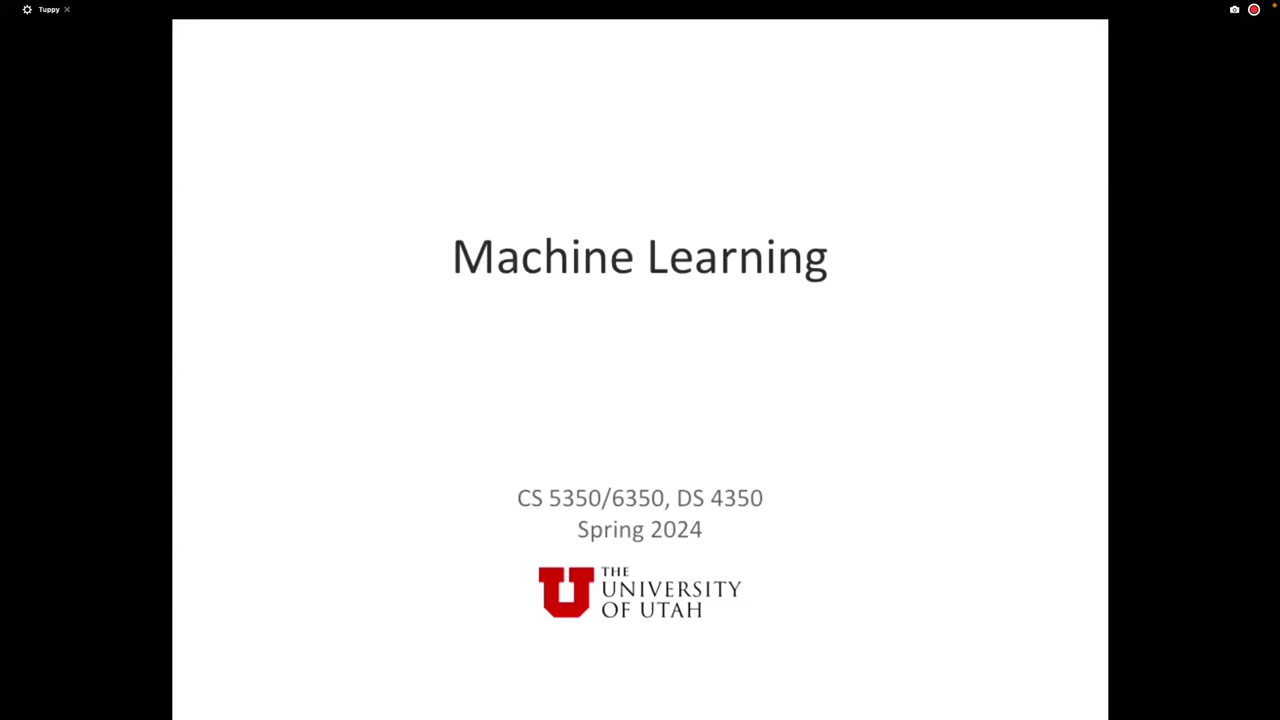 Tuppy
Machine Learning
CS 5350/6350, DS 4350
Spring 2024
THE
UNIVERSITY
OF UTAH